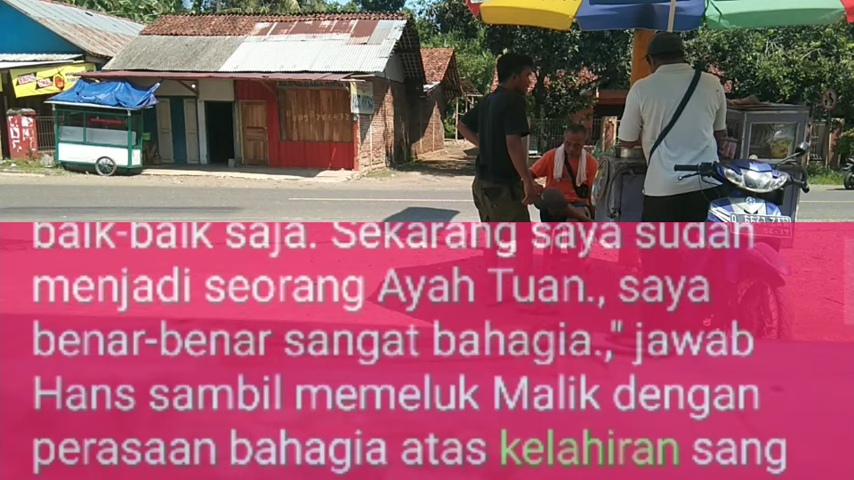 baik-baik saja. Sekarang saya sudah
menjadi seorang Ayah Tuan., saya
benar-benar sangat bahagia.," jawab
Hans sambil memeluk Malik dengan
perasaan bahagia atas kelahiran sang